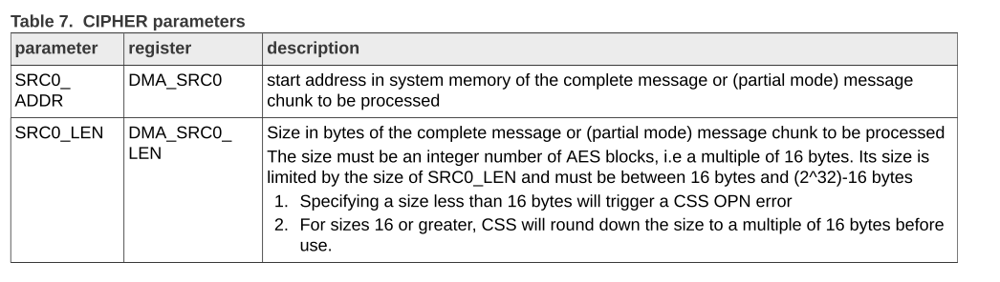 Table 7. CIPHER parameters
parameter register description
SRC0_ DMA_SRC0 start address in system memory of the complete message or (partial mode) message
ADDR chunk to be processed
SRC0_LEN DMA_SRC0_ Size in bytes of the complete message or (partial mode) message chunk to be processed
LEN The size must be an integer number of AES blocks, i.e a multiple of 16 bytes. Its size is
limited by the size of SRC0_LEN and must be between 16 bytes and (2^32)-16 bytes
1. Specifying a size less than 16 bytes will trigger a CSS OPN error
2. For sizes 16 or greater, CSS will round down the size to a multiple of 16 bytes before
use.